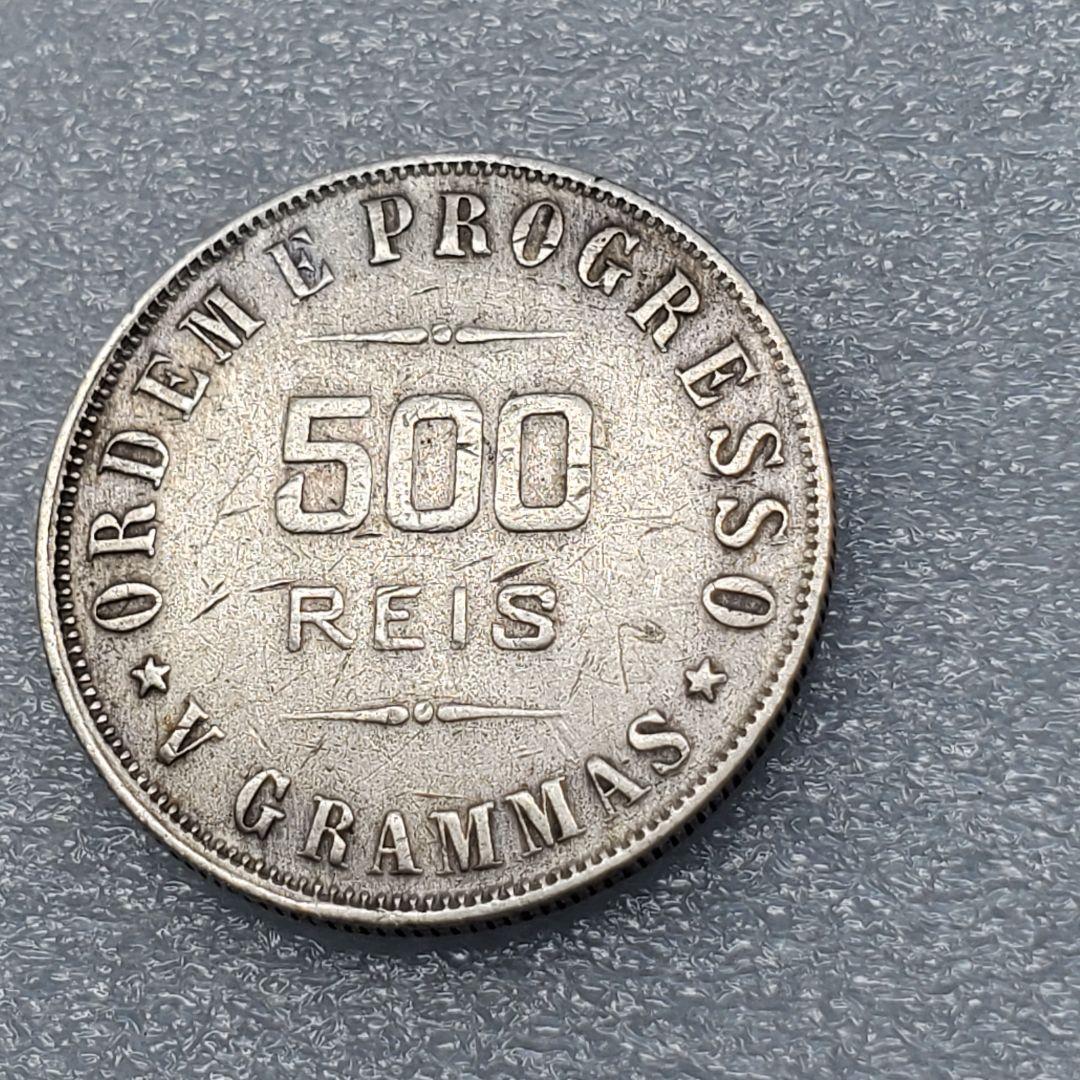 ORDEM E PROGRESSO
500
REIS
★ V GRAMMAS ★